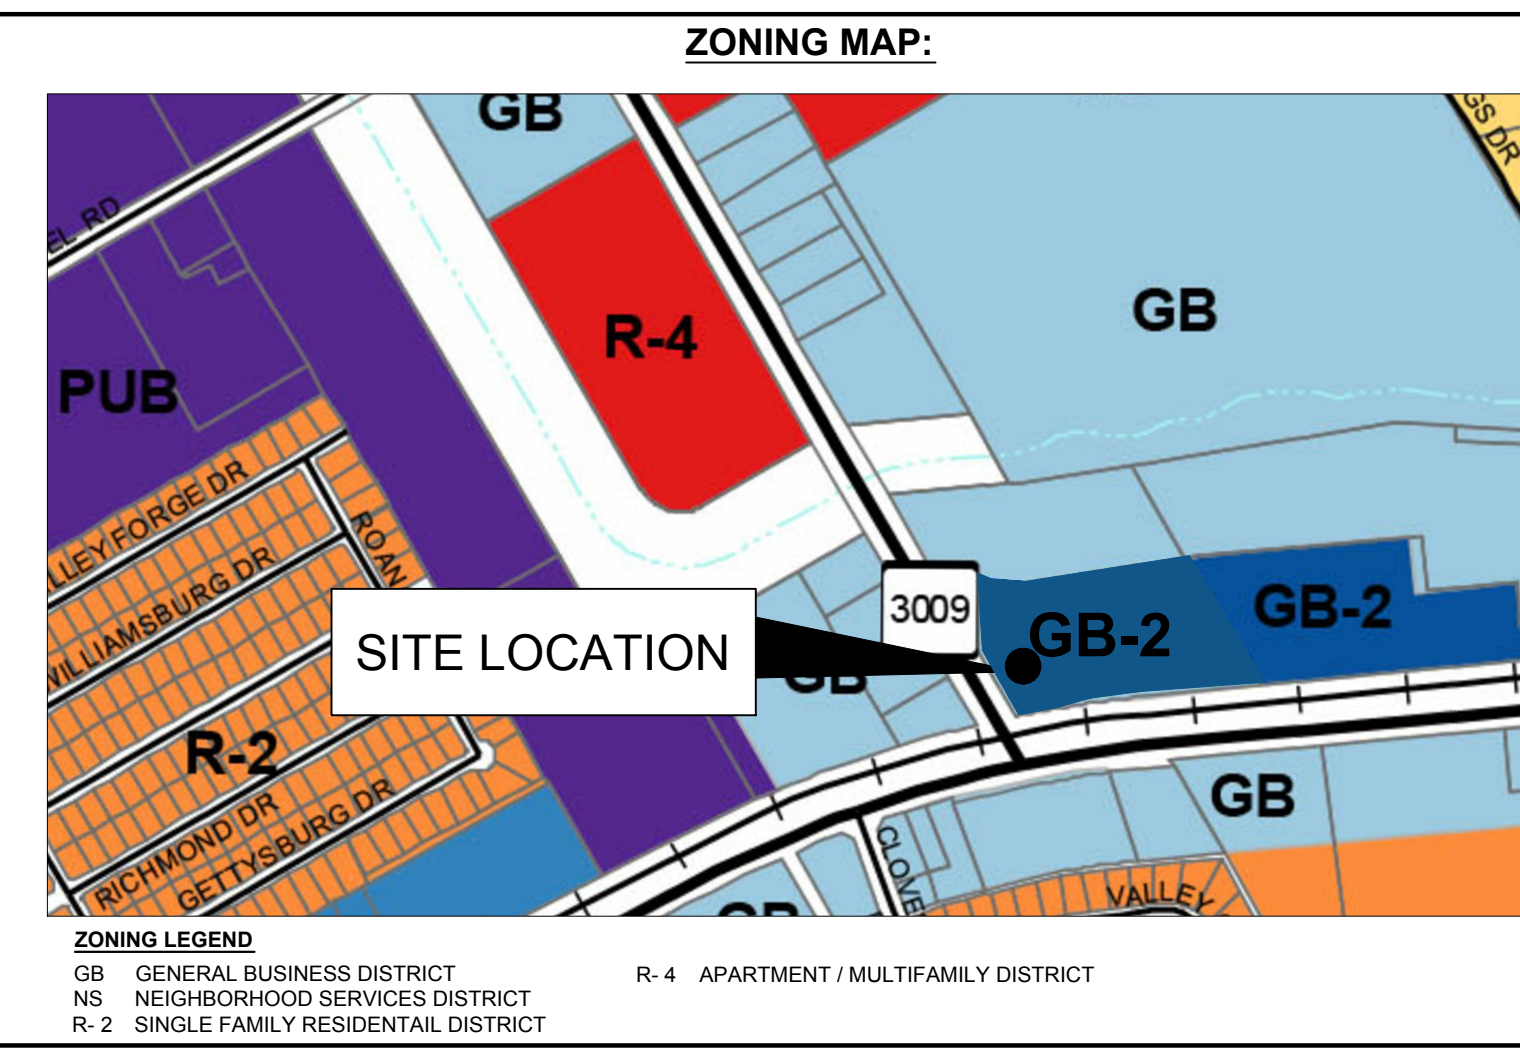 ZONING MAP:
GB
GS DR
EL RD
GB
R-4
PUB
LLEY FORGE DR
ROAN
WILLIAMSBURG DR
3009
GB-2
GB-2
SITE LOCATION
GB
R-2
RICHMOND DR
GETTYSBURG DR
GB
CLOVE
VALLEY
GB
ZONING LEGEND
GB GENERAL BUSINESS DISTRICT
NS NEIGHBORHOOD SERVICES DISTRICT
R- 2 SINGLE FAMILY RESIDENTAIL DISTRICT
R- 4 APARTMENT / MULTIFAMILY DISTRICT